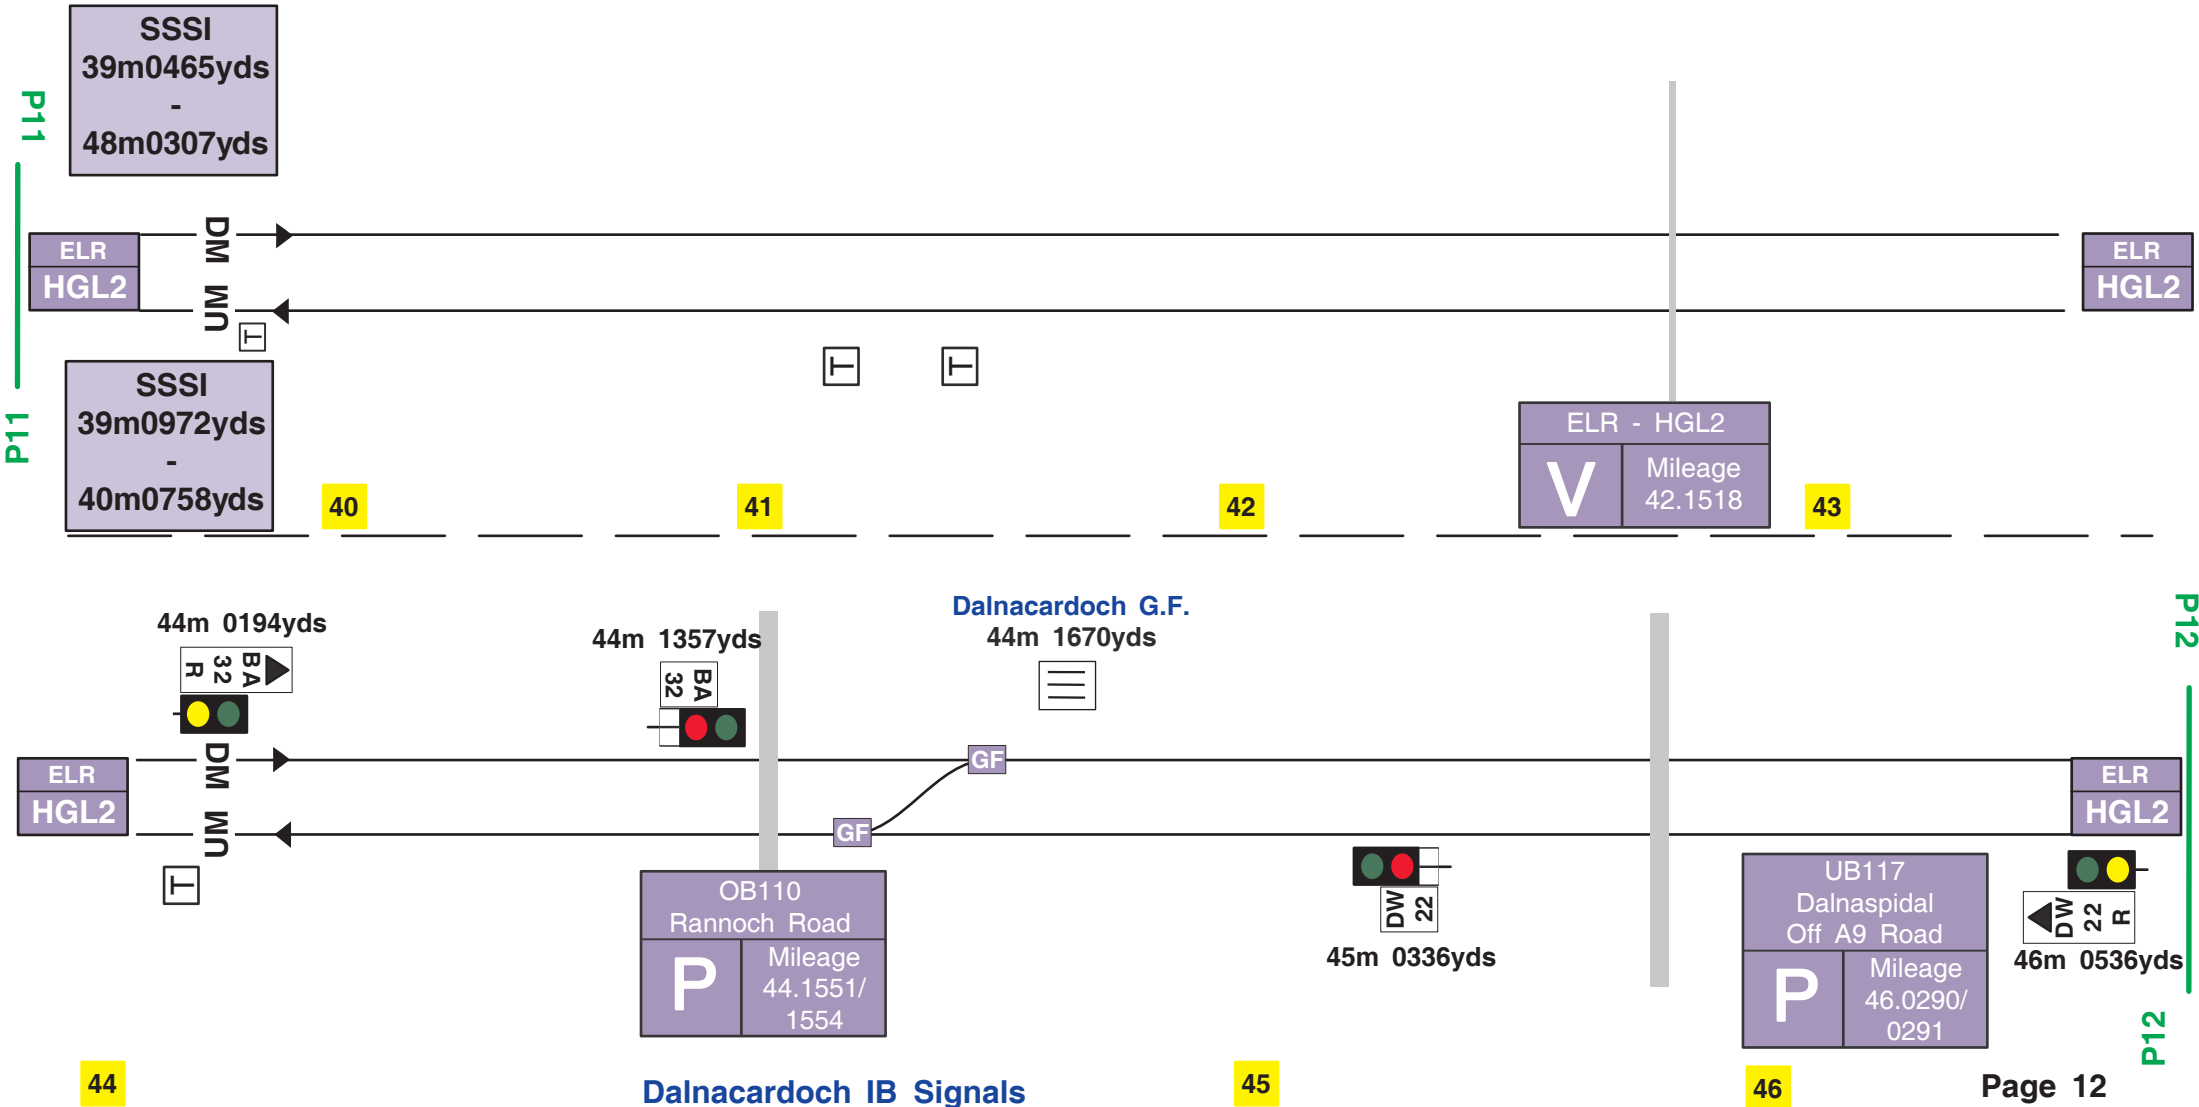 SSSI
39m0465yds
-
48m0307yds
P11
ELR
HGL2
DM
UM
T
ELR
HGL2
SSSI
39m0972yds
-
40m0758yds
P11
T
T
ELR - HGL2
V
Mileage
42.1518
40
41
42
43
Dalnacardoch G.F.
44m 1670yds
44m 0194yds
BA
32
R
44m 1357yds
BA
32
P12
ELR
HGL2
DM
UM
GF
GF
ELR
HGL2
T
OB110
Rannoch Road
P
Mileage
44.1551/
1554
DW
22
45m 0336yds
UB117
Dalnaspidal
Off A9 Road
P
Mileage
46.0290/
0291
DW
22
R
46m 0536yds
P12
44
Dalnacardoch IB Signals
45
46
Page 12